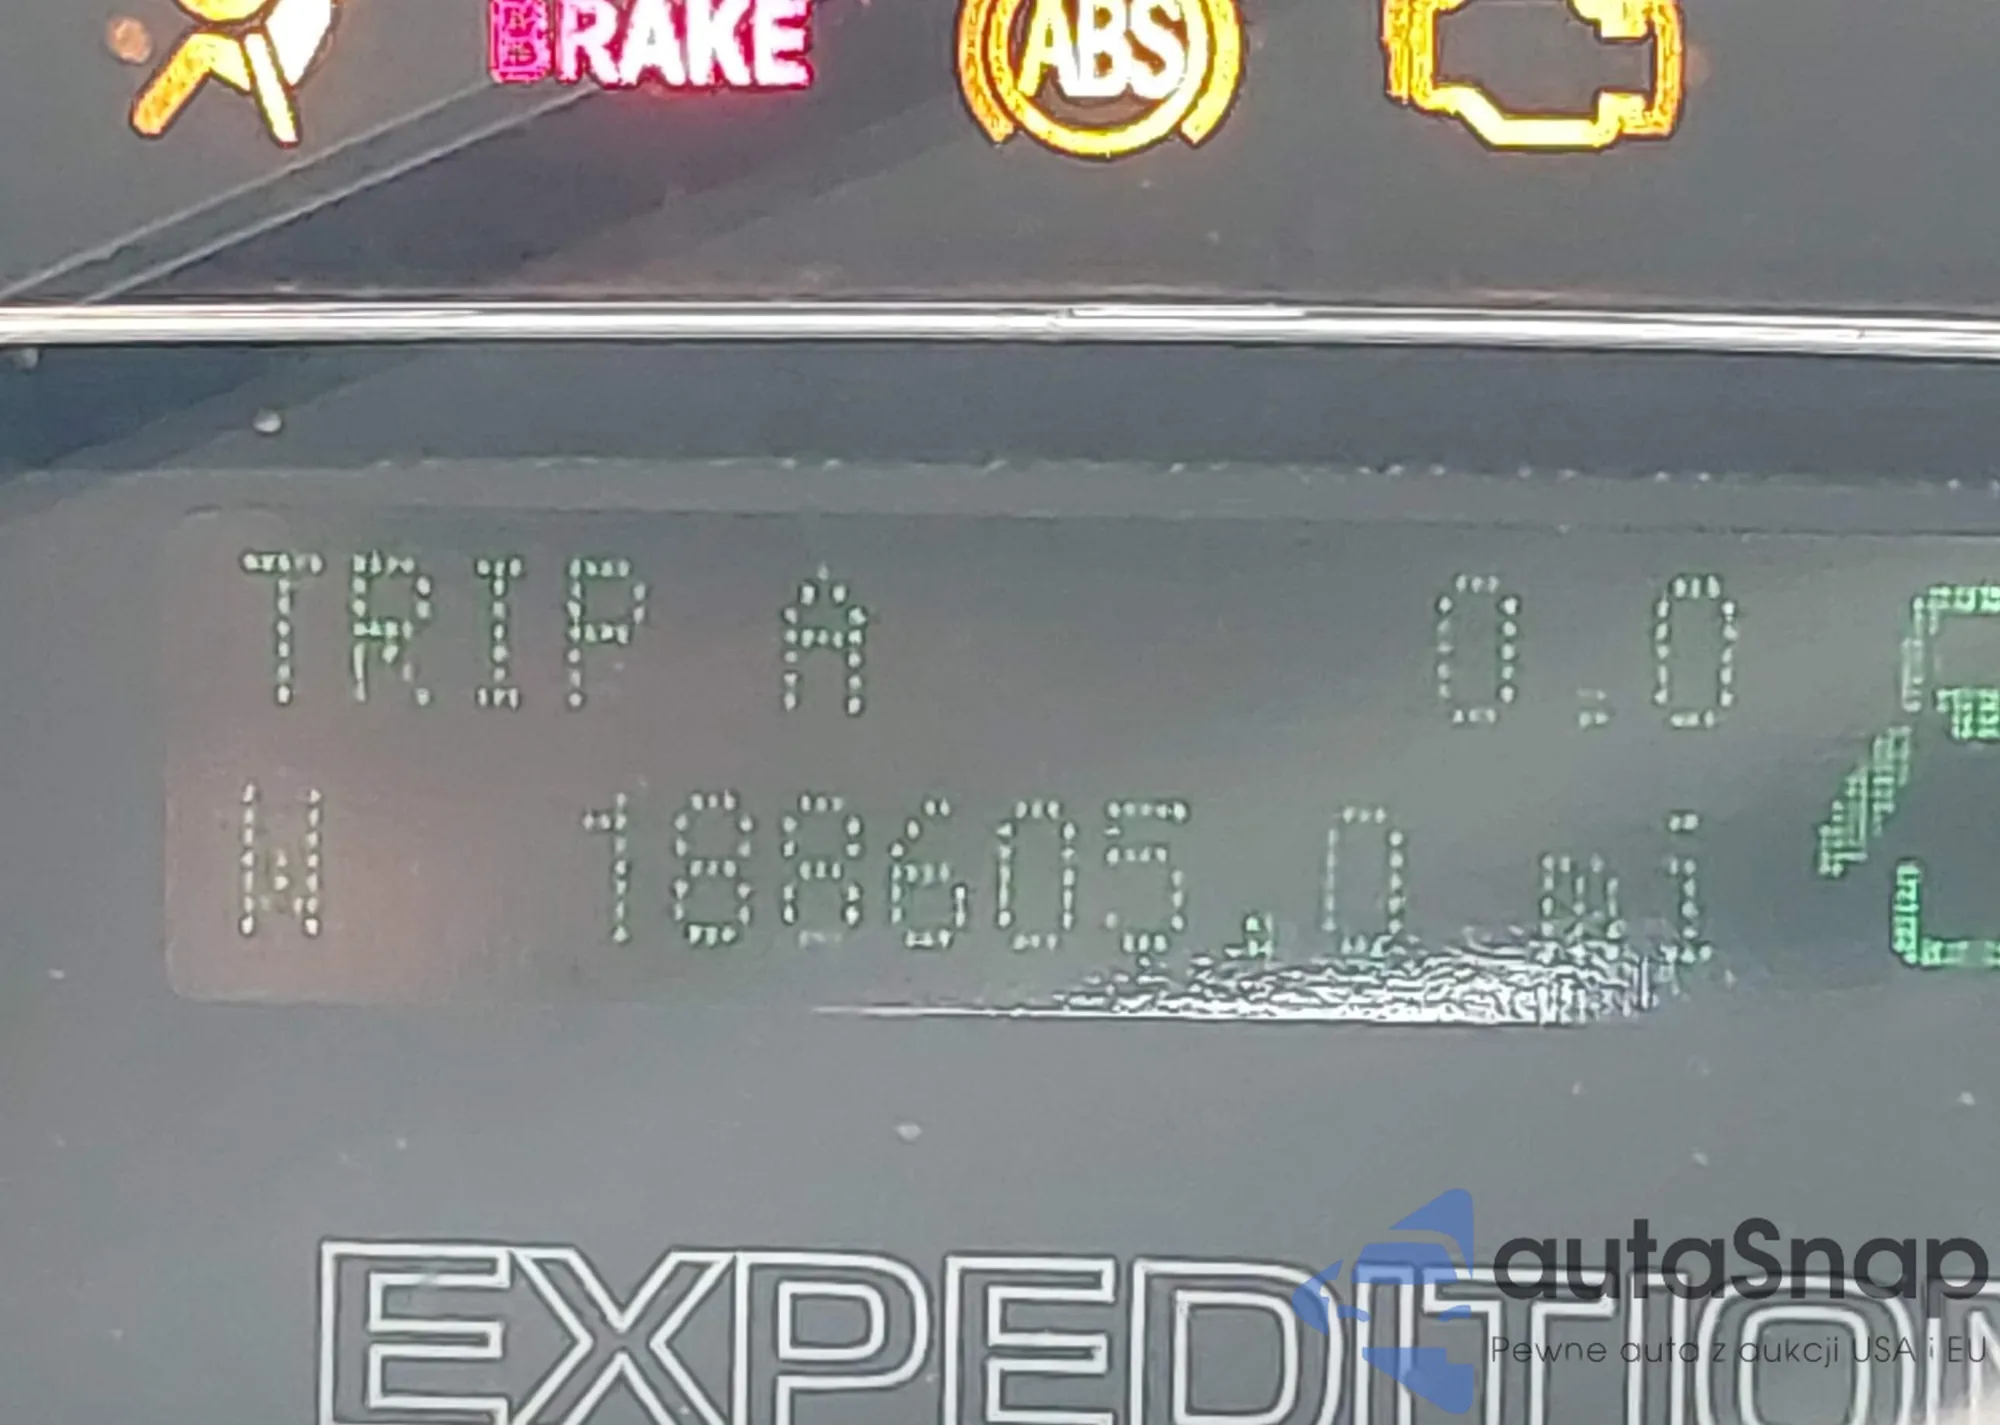 BRAKE ABS
TRIP A 0.0
W 188605.0 mi
EXPEDITION
autaSnap
Pewne auta z aukcji USA i EU